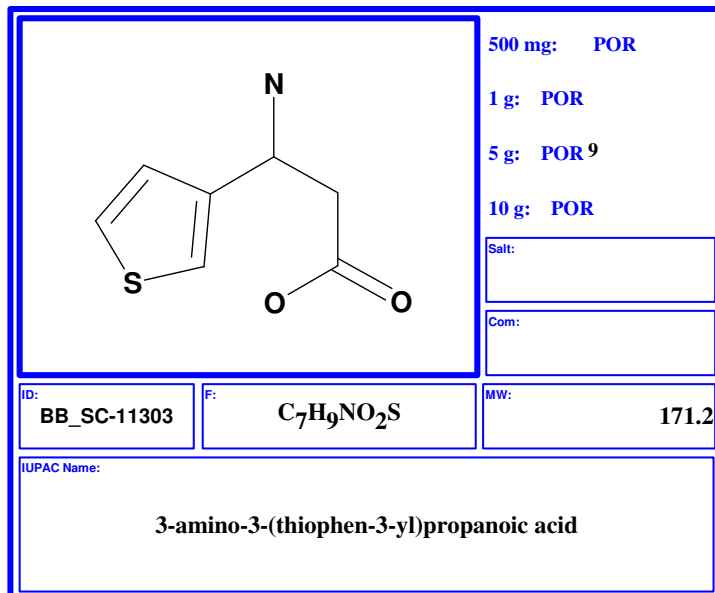 500 mg: POR
N
1 g: POR
5 g: POR 9
10 g: POR
S
O O
Salt:
Com:
ID:
BB_SC-11303
F:
C7H9NO2S
MW:
171.2
IUPAC Name:
3-amino-3-(thiophen-3-yl)propanoic acid